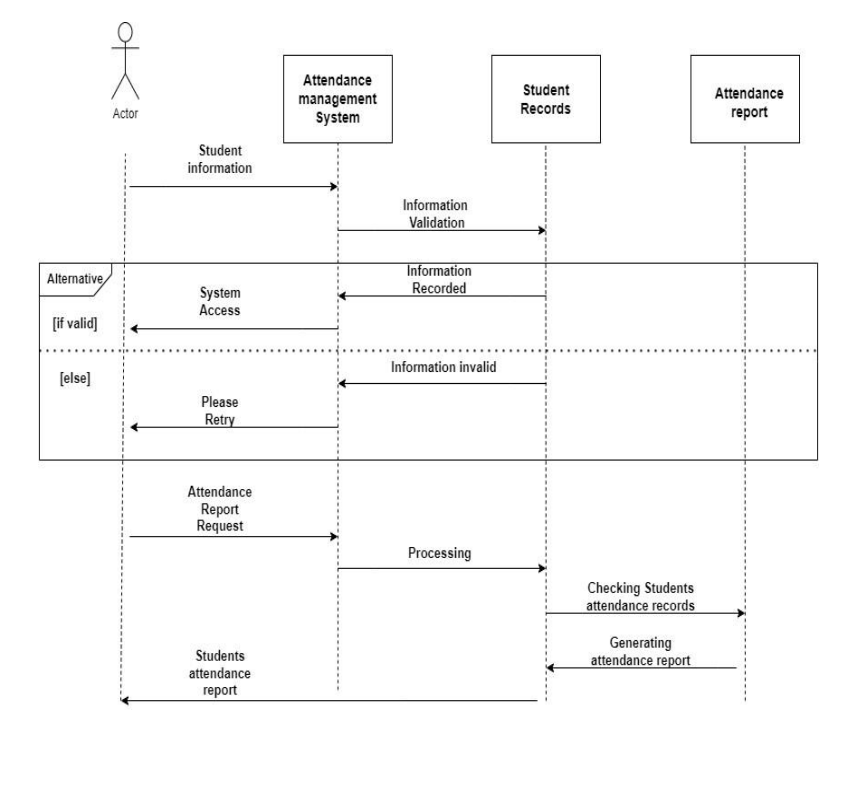 Actor
Attendance
management
System
Student
Records
Attendance
report
Student
information
Information
Validation
Alternative
Information
Recorded
System
Access
[if valid]
Information invalid
[else]
Please
Retry
Attendance
Report
Request
Processing
Checking Students
attendance records
Generating
attendance report
Students
attendance
report